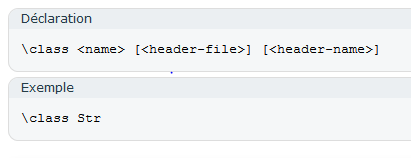 Déclaration
\class <name> [<header-file>] [<header-name>]
Exemple
\class Str